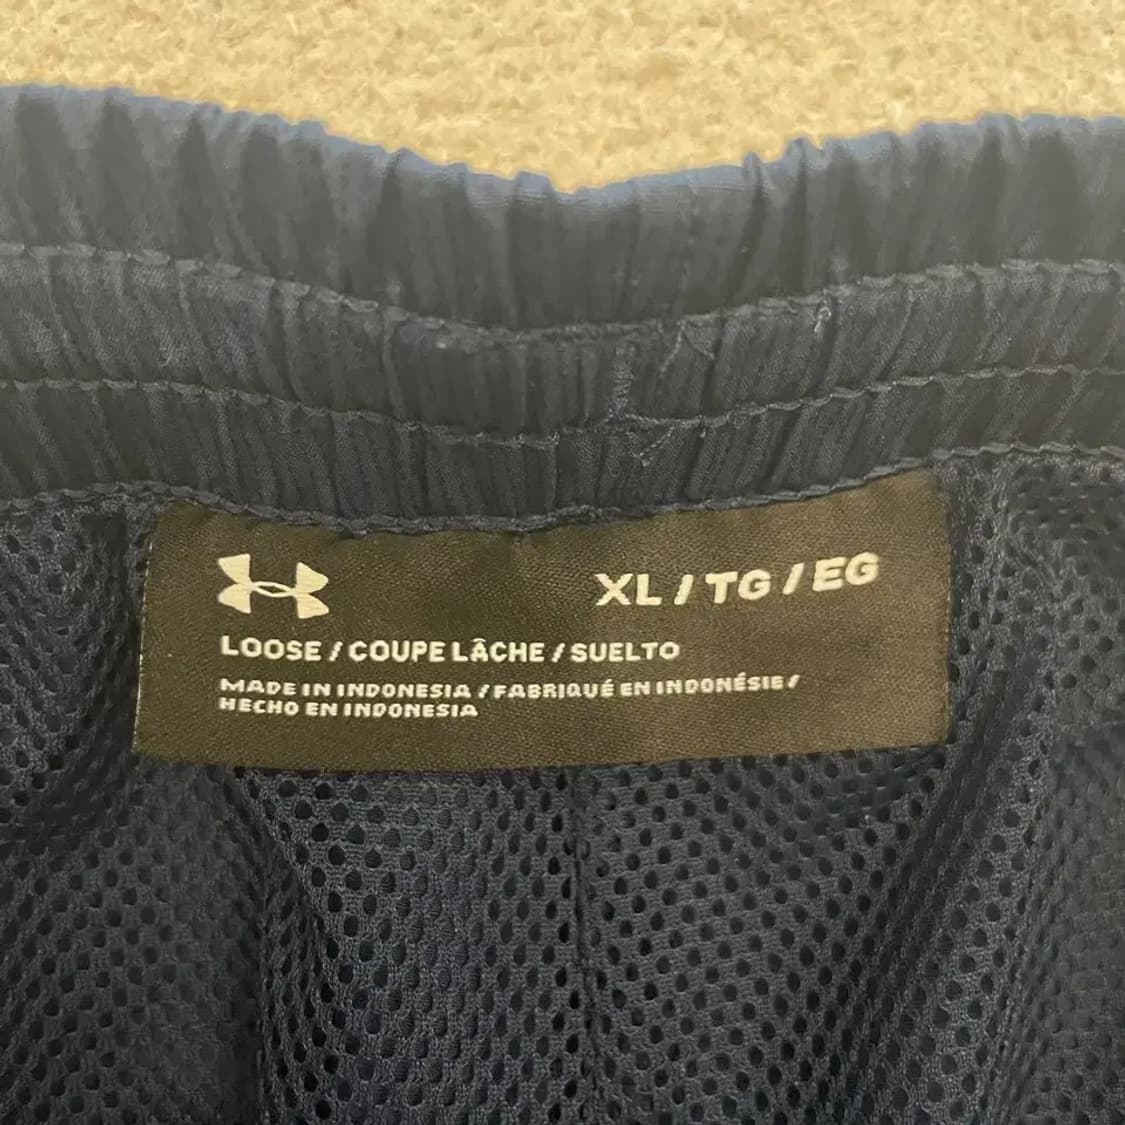 XL / TG / EG
LOOSE / COUPE LÂCHE / SUELTO
MADE IN INDONESIA / FABRIQUÉ EN INDONÉSIE /
HECHO EN INDONESIA